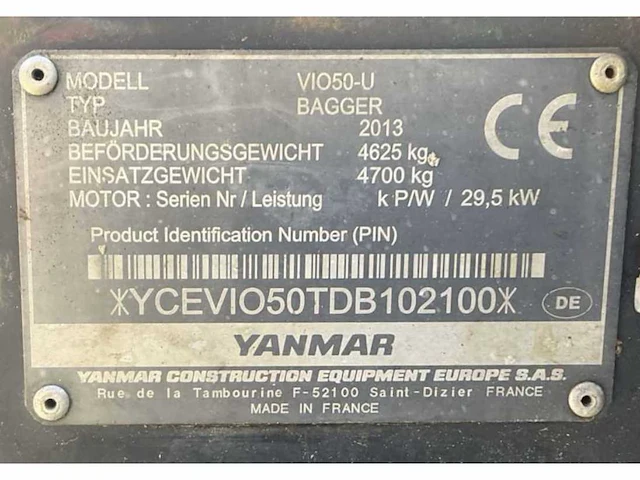 MODELL VIO50-U
TYP BAGGER
BAUJAHR 2013
BEFÖRDERUNGSGEWICHT 4625 kg
EINSATZGEWICHT 4700 kg
MOTOR : Serien Nr / Leistung k P/W / 29,5 kW
CE
Product Identification Number (PIN)
*YCEVIO50TDB102100*
DE
YANMAR
YANMAR CONSTRUCTION EQUIPMENT EUROPE S.A.S.
Rue de la Tambourine F-52100 Saint-Dizier FRANCE
MADE IN FRANCE